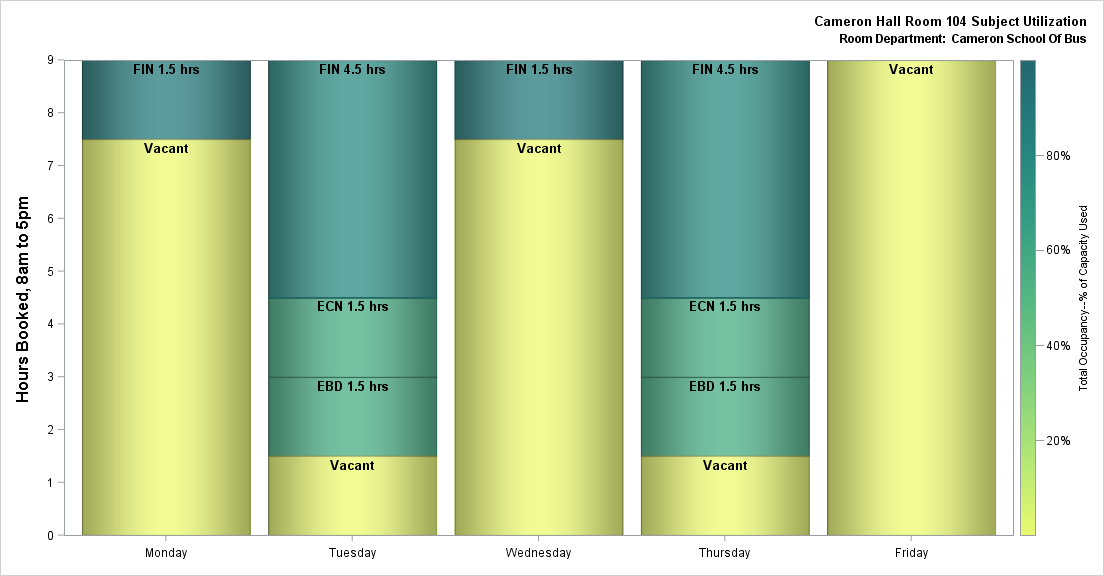 Cameron Hall Room 104 Subject Utilization
Room Department: Cameron School Of Bus
Hours Booked, 8am to 5pm
9
8
7
6
5
4
3
2
1
0
FIN 1.5 hrs
Vacant
FIN 4.5 hrs
ECN 1.5 hrs
EBD 1.5 hrs
Vacant
FIN 1.5 hrs
Vacant
FIN 4.5 hrs
ECN 1.5 hrs
EBD 1.5 hrs
Vacant
Vacant
Monday
Tuesday
Wednesday
Thursday
Friday
80%
60%
40%
20%
Total Occupancy--% of Capacity Used